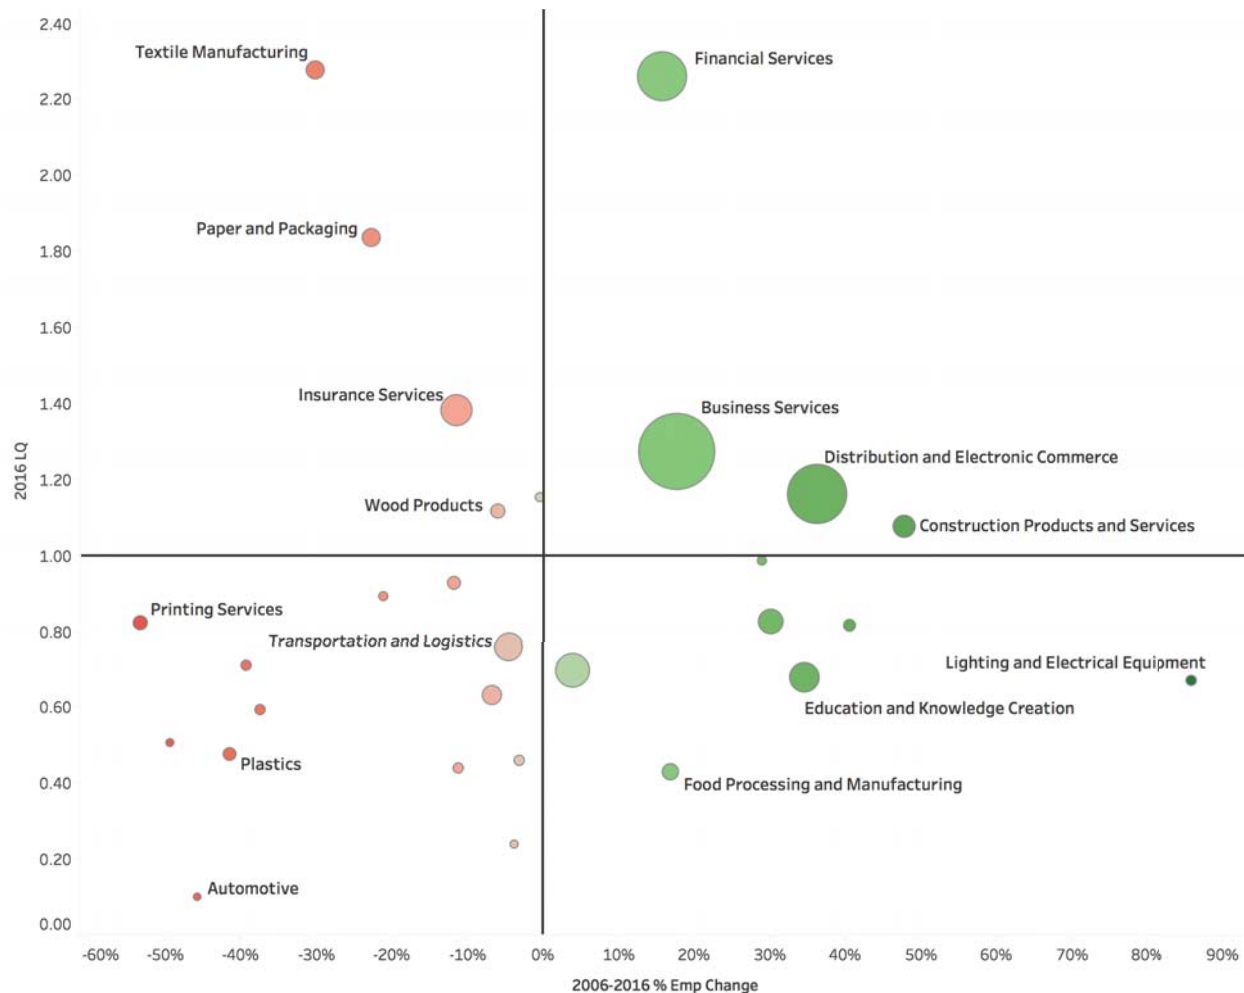 2.40
Textile Manufacturing
Financial Services
2.20
2.00
Paper and Packaging
1.80
1.60
Insurance Services
1.40
Business Services
Distribution and Electronic Commerce
2016 LQ
1.20
Wood Products
Construction Products and Services
1.00
Printing Services
0.80
Transportation and Logistics
Lighting and Electrical Equipment
0.60
Education and Knowledge Creation
Plastics
0.40
Food Processing and Manufacturing
0.20
Automotive
0.00
-60% -50% -40% -30% -20% -10% 0% 10% 20% 30% 40% 50% 60% 70% 80% 90%
2006-2016 % Emp Change